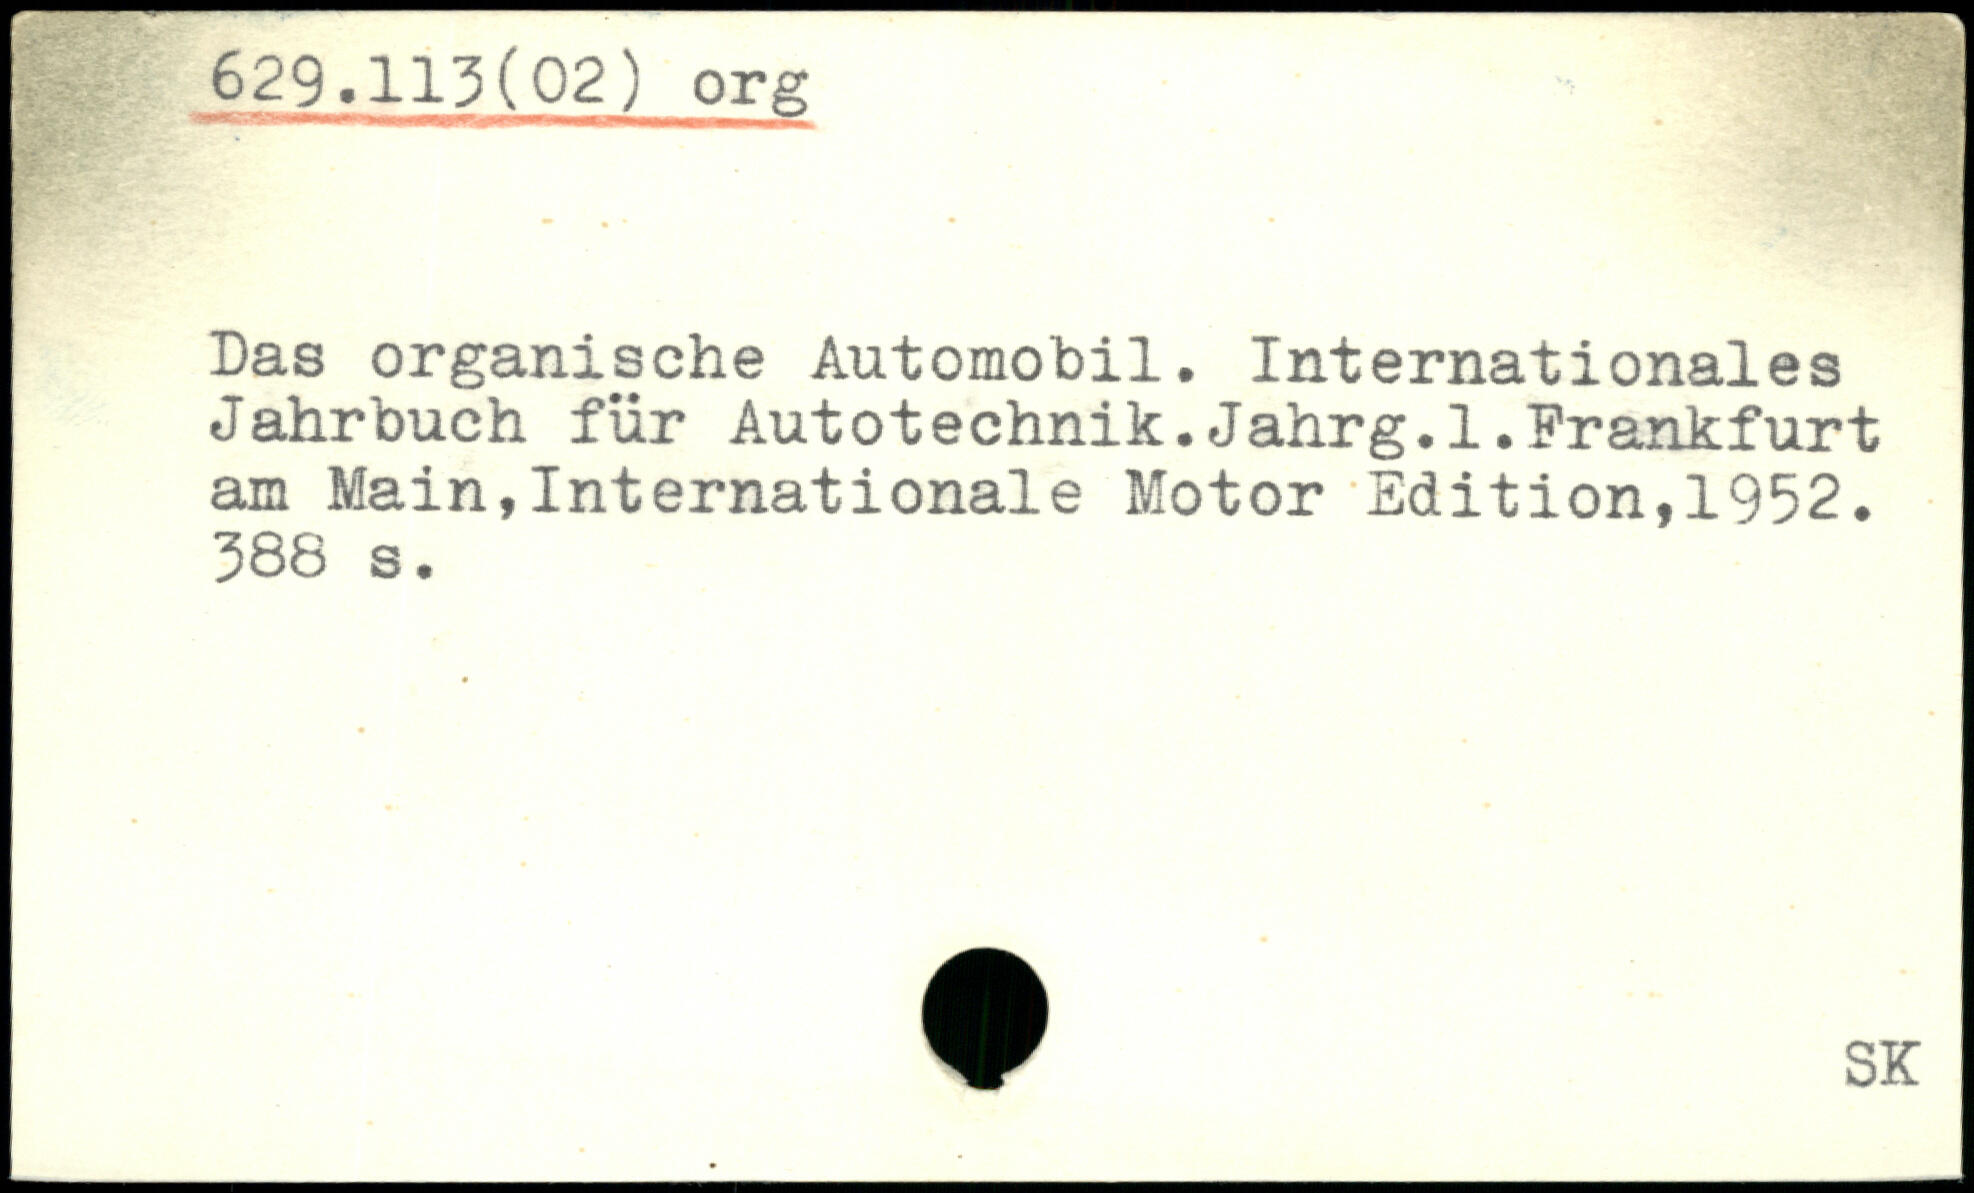 629.113(02) org
Das organische Automobil. Internationales
Jahrbuch für Autotechnik.Jahrg.1.Frankfurt
am Main,Internationale Motor Edition,1952.
388 s.
SK